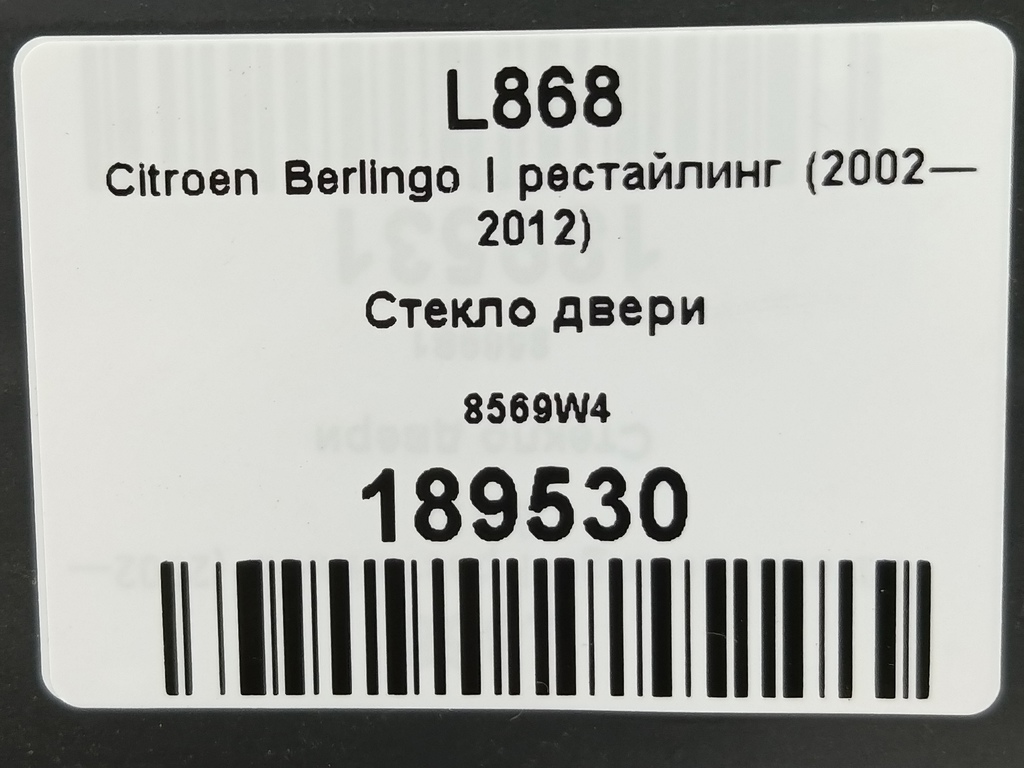 L868
Citroen Berlingo I рестайлинг (2002—
2012)
Стекло двери
8569W4
189530